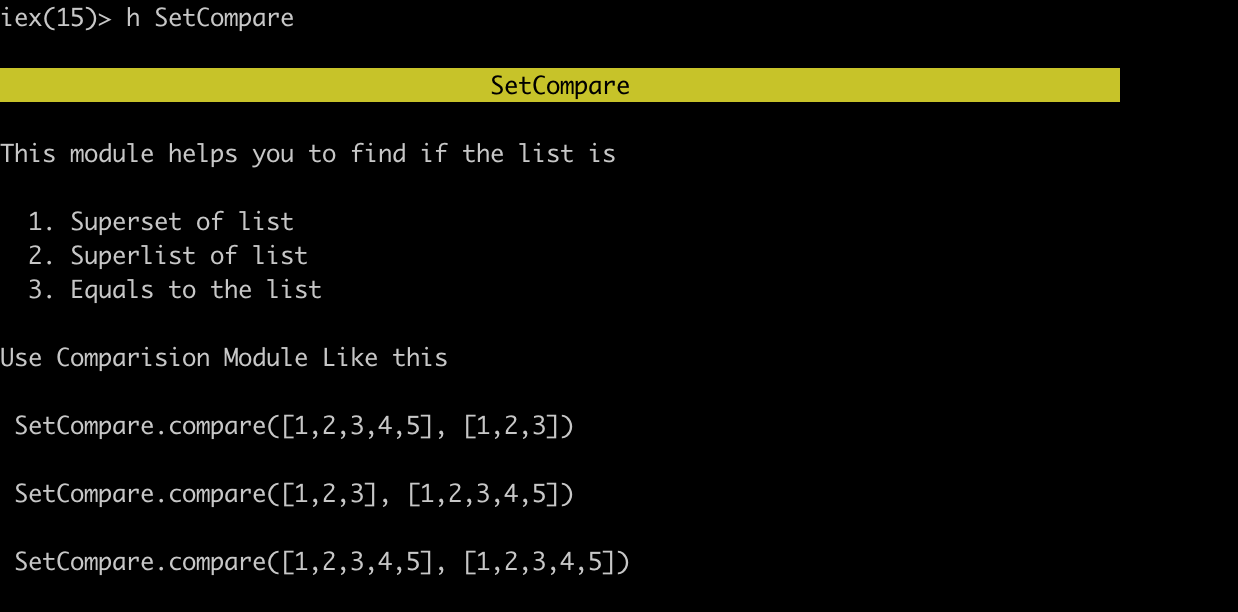 iex(15)> h SetCompare
SetCompare
This module helps you to find if the list is
1. Superset of list
2. Superlist of list
3. Equals to the list
Use Comparision Module Like this
SetCompare.compare([1,2,3,4,5], [1,2,3])
SetCompare.compare([1,2,3], [1,2,3,4,5])
SetCompare.compare([1,2,3,4,5], [1,2,3,4,5])